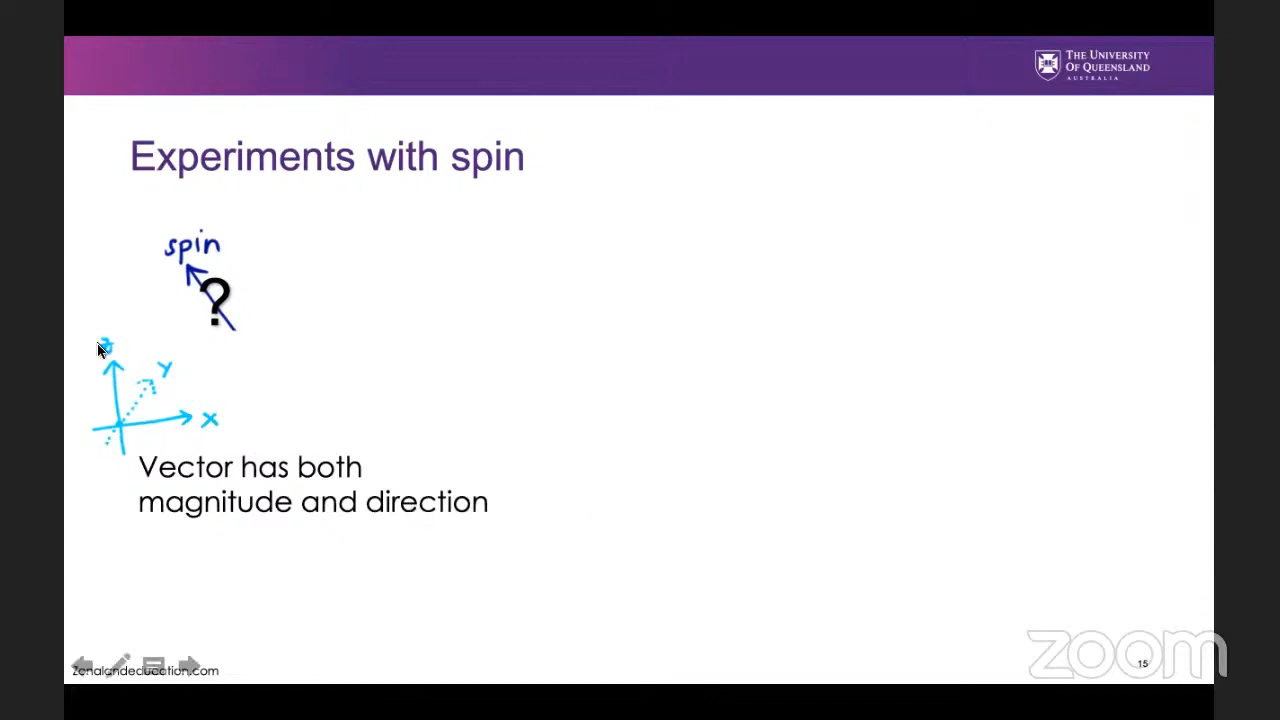 THE UNIVERSITY
OF QUEENSLAND
AUSTRALIA
Experiments with spin
spin
?
z
y
x
Vector has both
magnitude and direction
Zonalandeducation.com
15
zoom